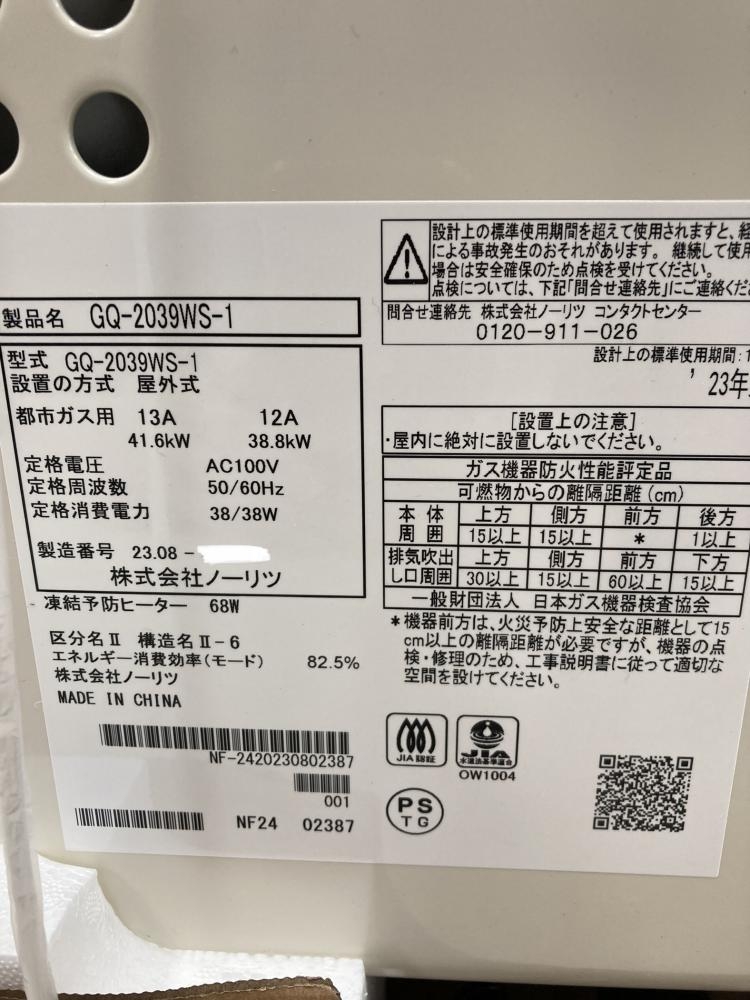 製品名 GQ-2039WS-1
型式 GQ-2039WS-1
設置の方式 屋外式
都市ガス用 13A 12A
41.6kW 38.8kW
定格電圧 AC100V
定格周波数 50/60Hz
定格消費電力 38/38W
製造番号 23.08 -
株式会社ノーリツ
凍結予防ヒーター 68W
区分名Ⅱ 構造名Ⅱ-6
エネルギー消費効率(モード) 82.5%
株式会社ノーリツ
MADE IN CHINA
NF-2420230802387
001
NF24 02387
設計上の標準使用期間を超えて使用されますと、経
による事故発生のおそれがあります。 継続して使用
場合は安全確保のため点検を受けてください。
点検については、下記「問合せ連絡先」にご連絡くだ
問合せ連絡先 株式会社ノーリツ コンタクトセンター
0120-911-026
設計上の標準使用期間:1
'23年
[設置上の注意]
・屋内に絶対に設置しないでください。
ガス機器防火性能評定品
可燃物からの離隔距離(cm)
本体周囲 上方 側方 前方 後方
15以上 15以上 * 1以上
排気吹出し口周囲 上方 側方 前方 下方
30以上 15以上 60以上 15以上
一般財団法人 日本ガス機器検査協会
*機器前方は、火災予防上安全な距離として15
cm以上の離隔距離が必要ですが、機器の点
検・修理のため、工事説明書に従って適切な
空間を設けてください。
JIA認証
JIA
水道法基準適合
OW1004
PS
TG